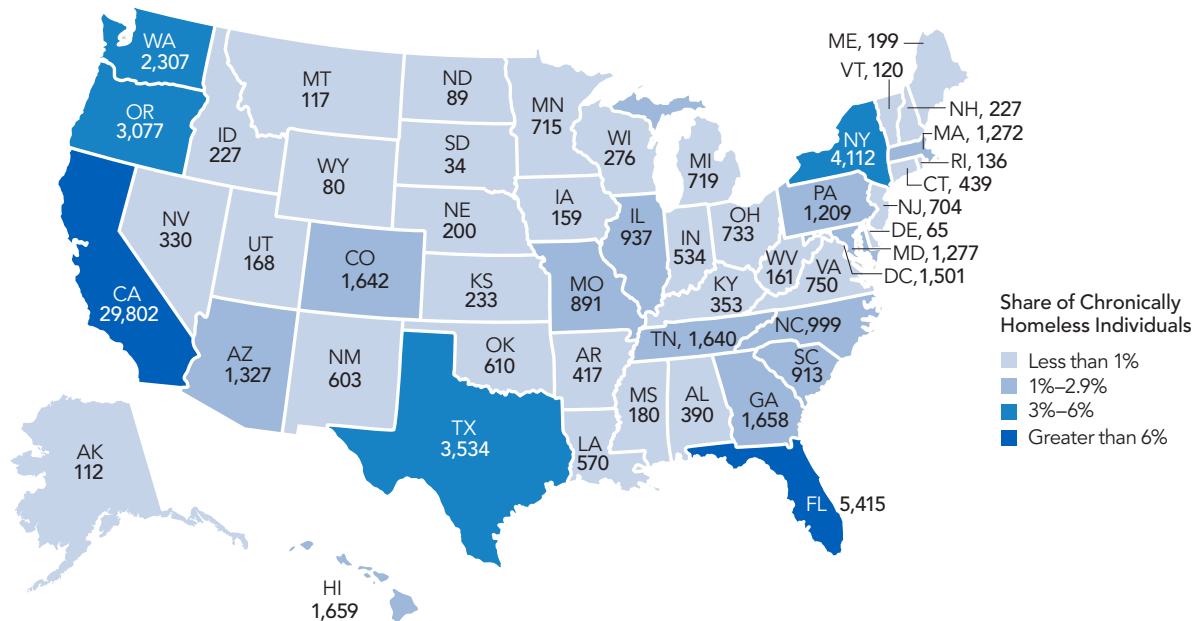 WA
2,307
OR
3,077
CA
29,802
ID
227
NV
330
MT
117
WY
80
UT
168
AZ
1,327
CO
1,642
NM
603
ND
89
SD
34
NE
200
KS
233
OK
610
TX
3,534
MN
715
IA
159
MO
891
AR
417
LA
570
WI
276
IL
937
MI
719
IN
534
OH
733
KY
353
TN, 1,640
MS
180
AL
390
GA
1,658
FL 5,415
SC
913
NC,999
VA
750
WV
161
PA
1,209
NY
4,112
ME, 199
VT, 120
NH, 227
MA, 1,272
RI, 136
CT, 439
NJ, 704
DE, 65
MD, 1,277
DC,1,501
AK
112
HI
1,659
Share of Chronically
Homeless Individuals
Less than 1%
1%–2.9%
3%–6%
Greater than 6%